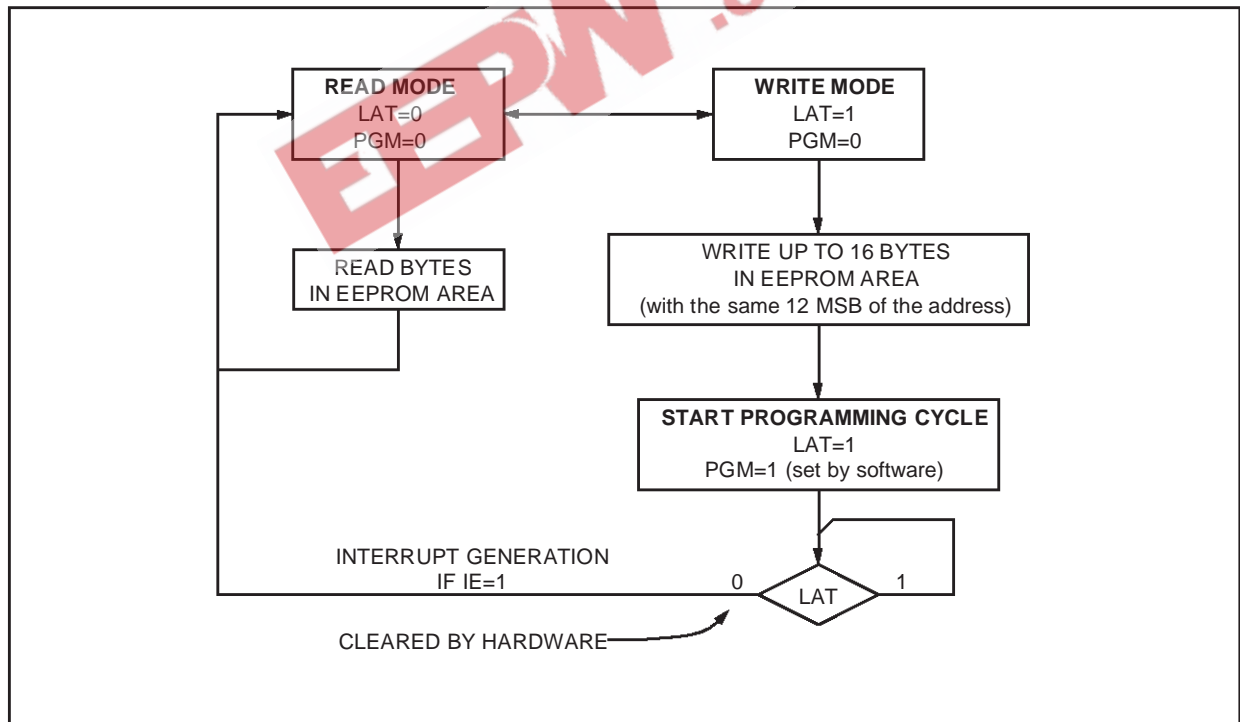 EEPW
READ MODE
LAT=0
PGM=0
WRITE MODE
LAT=1
PGM=0
READ BYTES
IN EEPROM AREA
WRITE UP TO 16 BYTES
IN EEPROM AREA
(with the same 12 MSB of the address)
START PROGRAMMING CYCLE
LAT=1
PGM=1 (set by software)
INTERRUPT GENERATION
IF IE=1
0
LAT
1
CLEARED BY HARDWARE